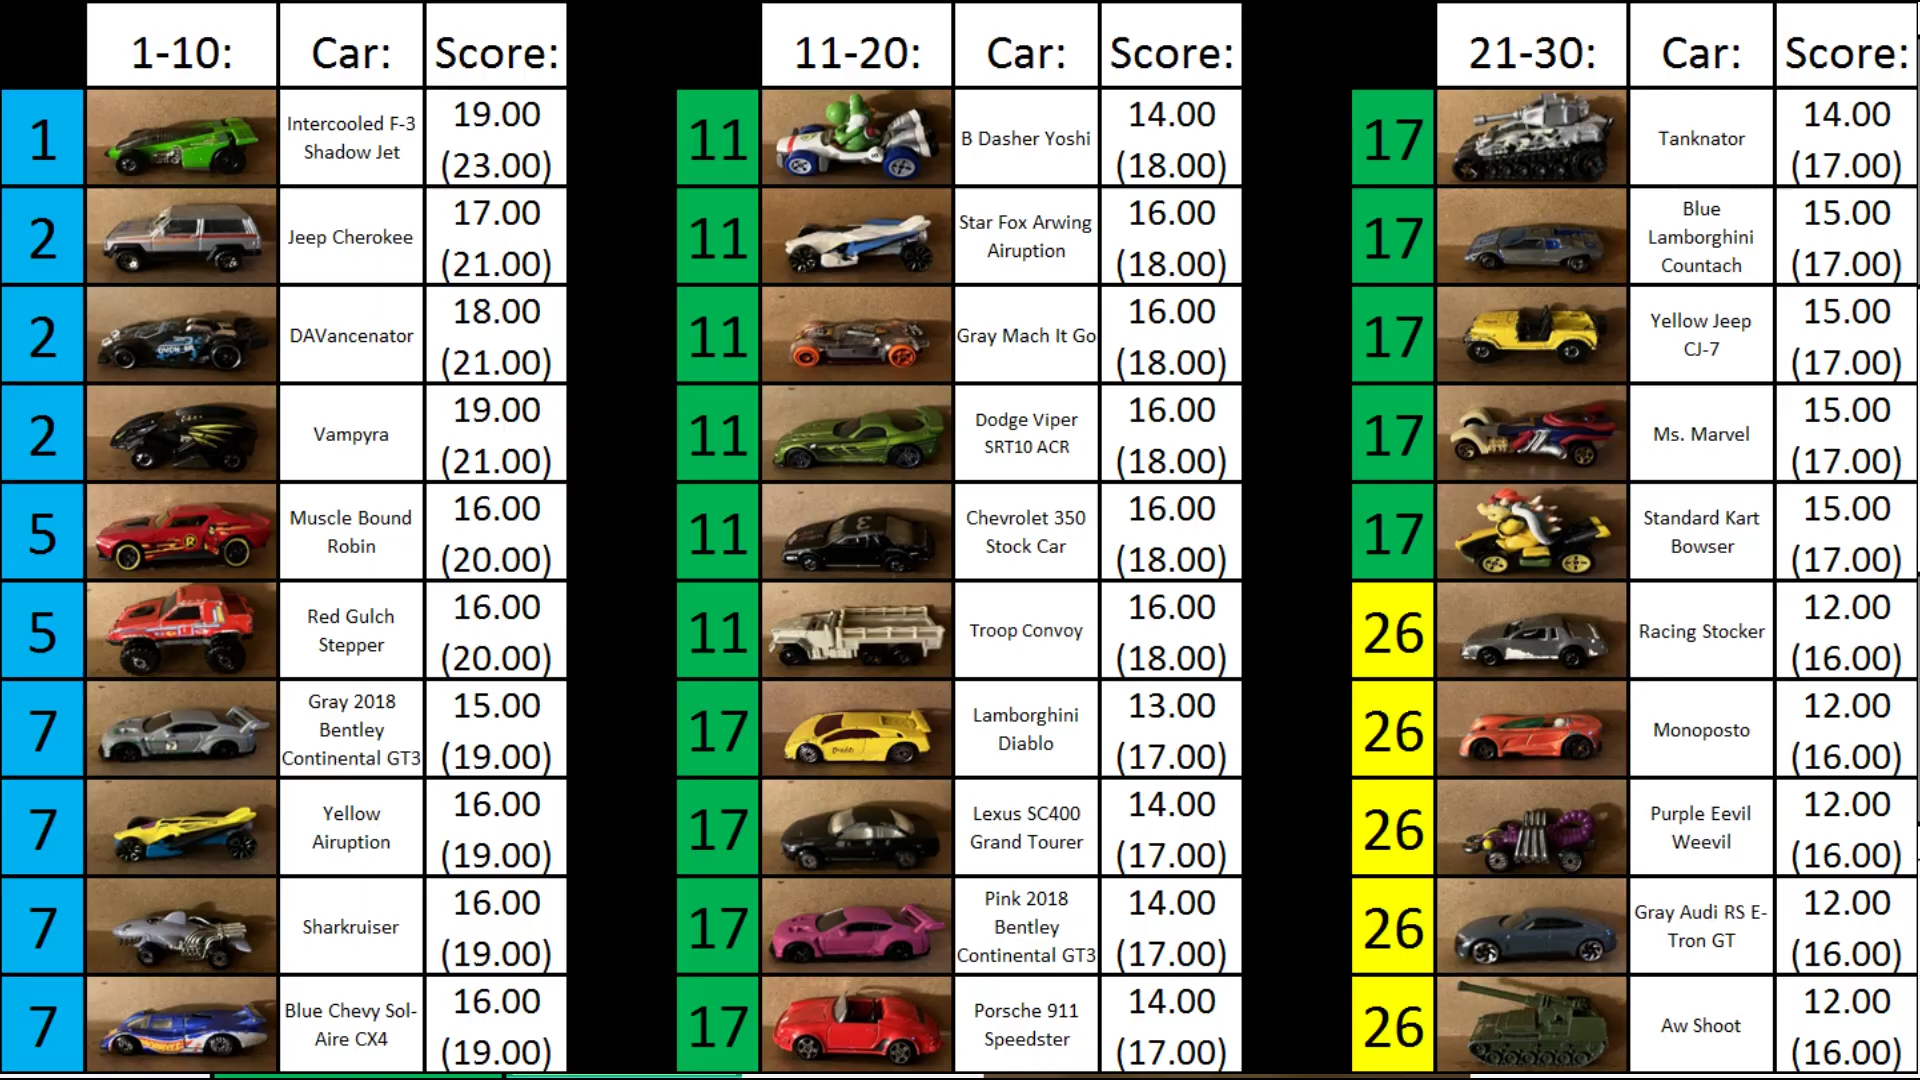 1-10: Car: Score:
1 Intercooled F-3 Shadow Jet 19.00 (23.00)
2 Jeep Cherokee 17.00 (21.00)
2 DAVancenator 18.00 (21.00)
2 Vampyra 19.00 (21.00)
5 Muscle Bound Robin 16.00 (20.00)
5 Red Gulch Stepper 16.00 (20.00)
7 Gray 2018 Bentley Continental GT3 15.00 (19.00)
7 Yellow Airuption 16.00 (19.00)
7 Sharkruiser 16.00 (19.00)
7 Blue Chevy Sol-Aire CX4 16.00 (19.00)
11-20: Car: Score:
11 B Dasher Yoshi 14.00 (18.00)
11 Star Fox Arwing Airuption 16.00 (18.00)
11 Gray Mach It Go 16.00 (18.00)
11 Dodge Viper SRT10 ACR 16.00 (18.00)
11 Chevrolet 350 Stock Car 16.00 (18.00)
11 Troop Convoy 16.00 (18.00)
17 Lamborghini Diablo 13.00 (17.00)
17 Lexus SC400 Grand Tourer 14.00 (17.00)
17 Pink 2018 Bentley Continental GT3 14.00 (17.00)
17 Porsche 911 Speedster 14.00 (17.00)
21-30: Car: Score:
17 Tanknator 14.00 (17.00)
17 Blue Lamborghini Countach 15.00 (17.00)
17 Yellow Jeep CJ-7 15.00 (17.00)
17 Ms. Marvel 15.00 (17.00)
17 Standard Kart Bowser 15.00 (17.00)
26 Racing Stocker 12.00 (16.00)
26 Monoposto 12.00 (16.00)
26 Purple Eevil Weevil 12.00 (16.00)
26 Gray Audi RS E-Tron GT 12.00 (16.00)
26 Aw Shoot 12.00 (16.00)